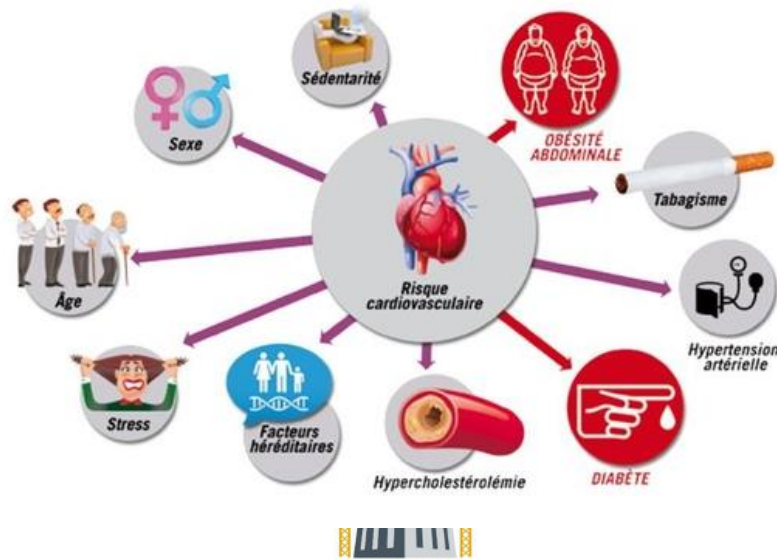 Sédentarité
OBÉSITÉ
ABDOMINALE
Sexe
Tabagisme
Âge
Risque
cardiovasculaire
Hypertension
artérielle
Stress
Facteurs
héréditaires
Hypercholestérolémie
DIABÈTE